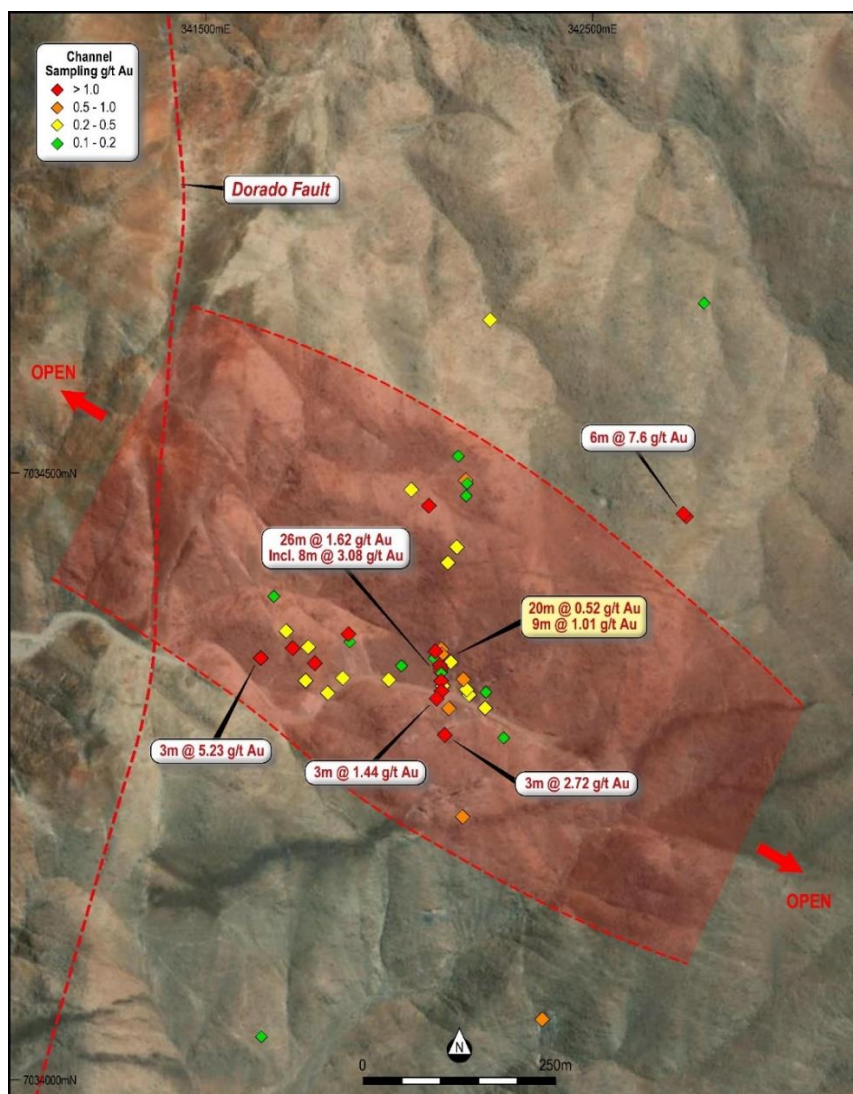 341500mE
342500mE
Channel
Sampling g/t Au
> 1.0
0.5 - 1.0
0.2 - 0.5
0.1 - 0.2
Dorado Fault
OPEN
6m @ 7.6 g/t Au
7034500mN
26m @ 1.62 g/t Au
Incl. 8m @ 3.08 g/t Au
20m @ 0.52 g/t Au
9m @ 1.01 g/t Au
3m @ 5.23 g/t Au
3m @ 1.44 g/t Au
3m @ 2.72 g/t Au
OPEN
N
0
250m
7034000mN